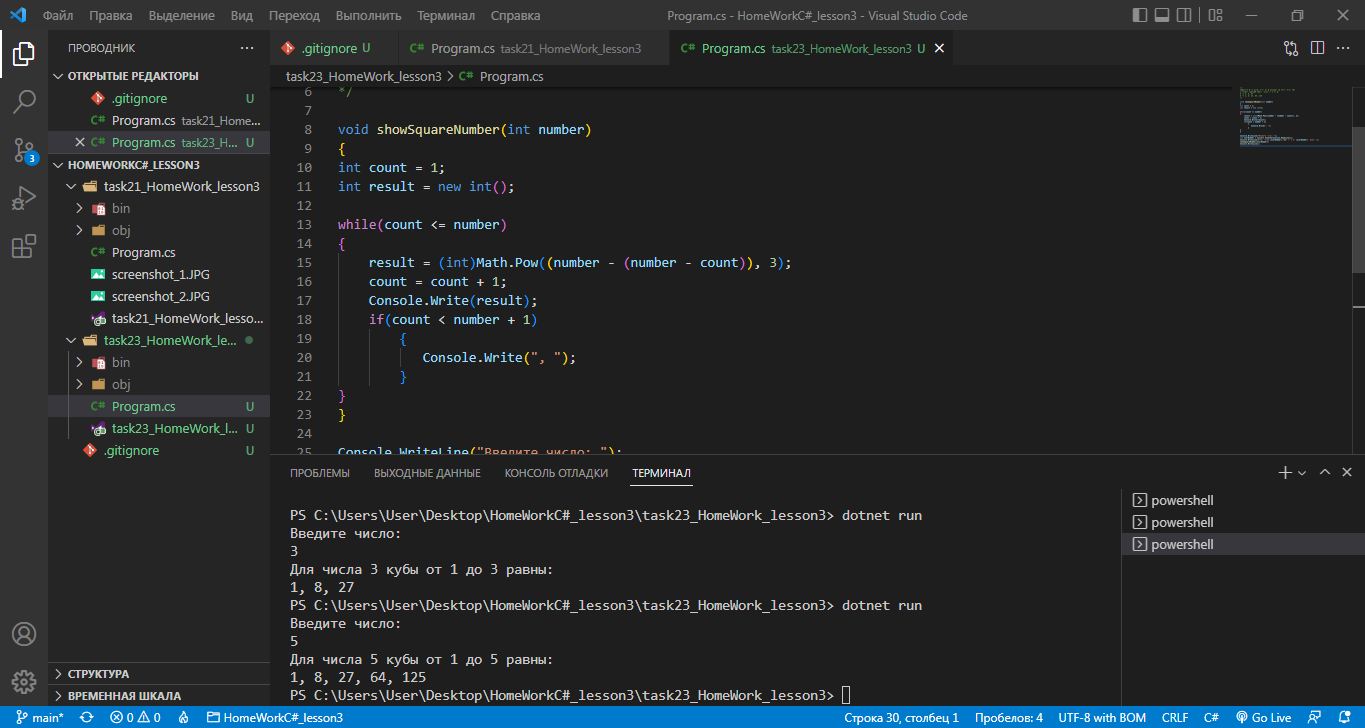 Файл Правка Выделение Вид Переход Выполнить Терминал Справка Program.cs - HomeWorkC#_lesson3 - Visual Studio Code
ПРОВОДНИК ...
.gitignore U C# Program.cs task21_HomeWork_lesson3 C# Program.cs task23_HomeWork_lesson3 U
ОТКРЫТЫЕ РЕДАКТОРЫ
.gitignore U
C# Program.cs task21_Home...
C# Program.cs task23_H... U
HOMEWORKC#_LESSON3
task21_HomeWork_lesson3
bin
obj
C# Program.cs
screenshot_1.JPG
screenshot_2.JPG
task21_HomeWork_lesso...
task23_HomeWork_le...
bin
obj
C# Program.cs U
task23_HomeWork_l... U
.gitignore U
СТРУКТУРА
ВРЕМЕННАЯ ШКАЛА
3
task23_HomeWork_lesson3 > C# Program.cs
6 */
7
8 void showSquareNumber(int number)
9 {
10 int count = 1;
11 int result = new int();
12
13 while(count <= number)
14 {
15 result = (int)Math.Pow((number - (number - count)), 3);
16 count = count + 1;
17 Console.Write(result);
18 if(count < number + 1)
19 {
20 Console.Write(", ");
21 }
22 }
23 }
24
25 Console.WriteLine("Введите число: ");
ПРОБЛЕМЫ ВЫХОДНЫЕ ДАННЫЕ КОНСОЛЬ ОТЛАДКИ ТЕРМИНАЛ
PS C:\Users\User\Desktop\HomeWorkC#_lesson3\task23_HomeWork_lesson3> dotnet run
Введите число:
3
Для числа 3 кубы от 1 до 3 равны:
1, 8, 27
PS C:\Users\User\Desktop\HomeWorkC#_lesson3\task23_HomeWork_lesson3> dotnet run
Введите число:
5
Для числа 5 кубы от 1 до 5 равны:
1, 8, 27, 64, 125
PS C:\Users\User\Desktop\HomeWorkC#_lesson3\task23_HomeWork_lesson3>
powershell
powershell
powershell
main* 0 0 HomeWorkC#_lesson3 Строка 30, столбец 1 Пробелов: 4 UTF-8 with BOM CRLF C# Go Live